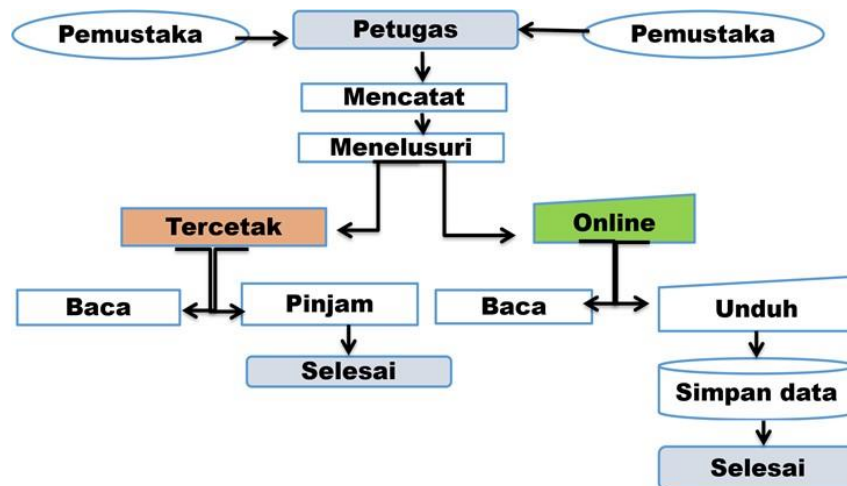 Pemustaka
Petugas
Pemustaka
Mencatat
Menelusuri
Tercetak
Online
Baca
Pinjam
Baca
Unduh
Selesai
Simpan data
Selesai